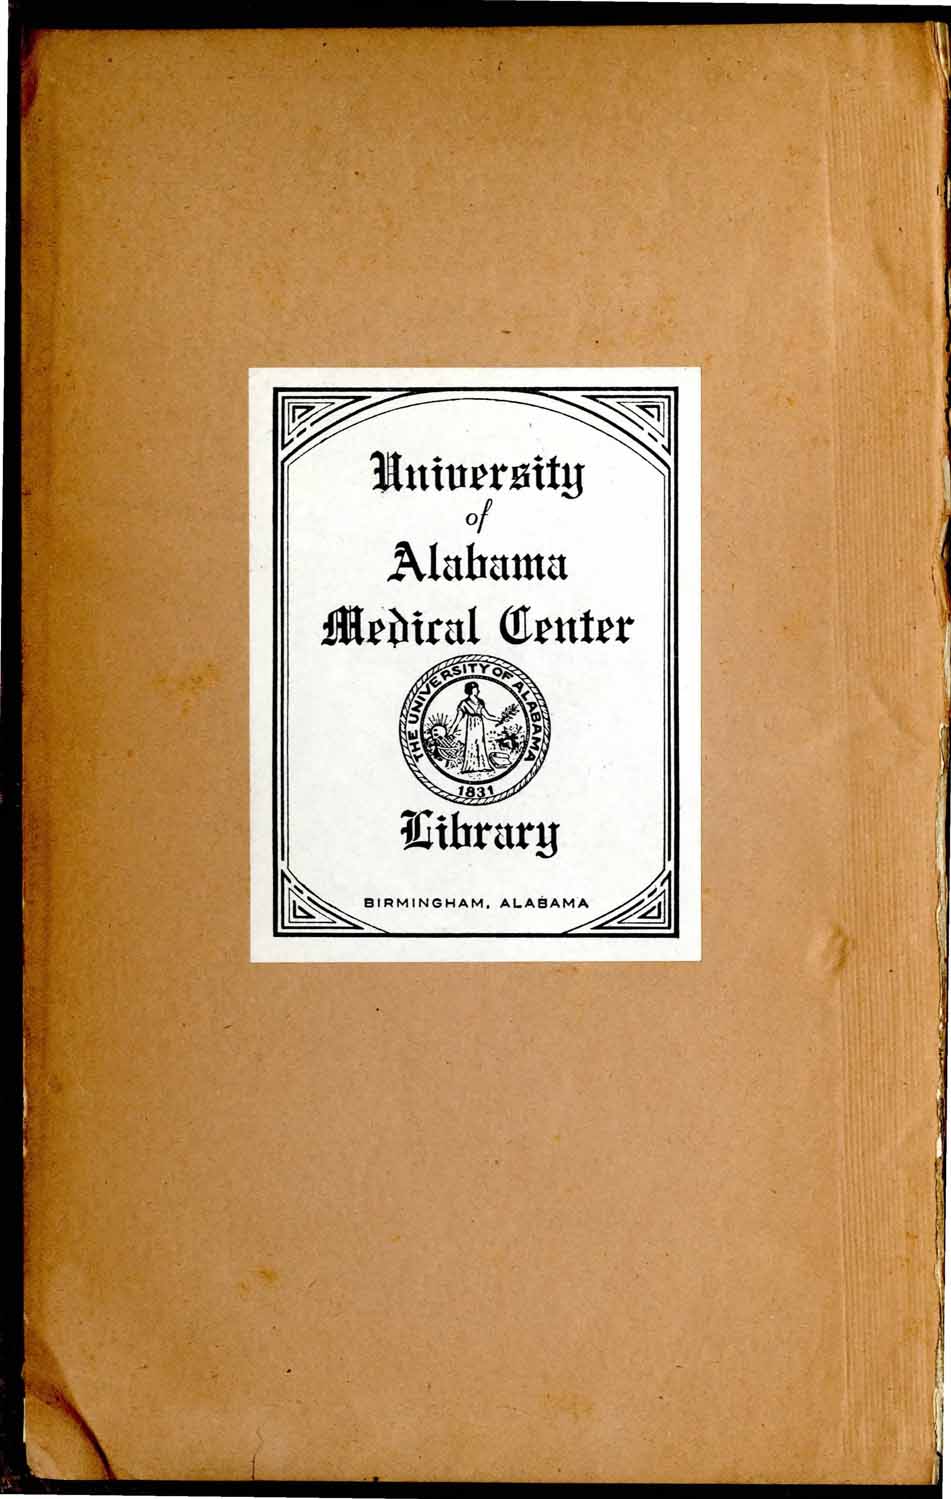 University
of
Alabama
Medical Center
THE UNIVERSITY OF ALABAMA
1831
Library
BIRMINGHAM, ALABAMA